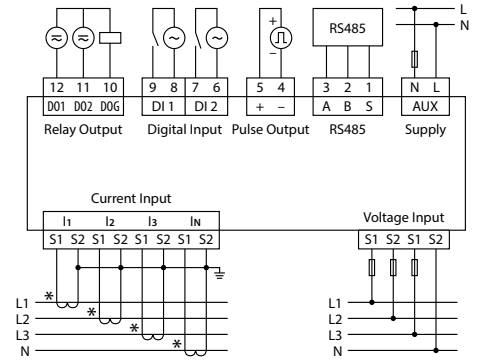 L
N
+
−
RS485
12 11 10 9 8 7 6 5 4 3 2 1 N L
DO1 DO2 DOG DI 1 DI 2 + − A B S AUX
Relay Output Digital Input Pulse Output RS485 Supply
Current Input
Voltage Input
I1 I2 I3 IN
S1 S2 S1 S2 S1 S2 S1 S2 S1 S2 S1 S2
L1 * L1
L2 * L2
L3 * L3
N * N